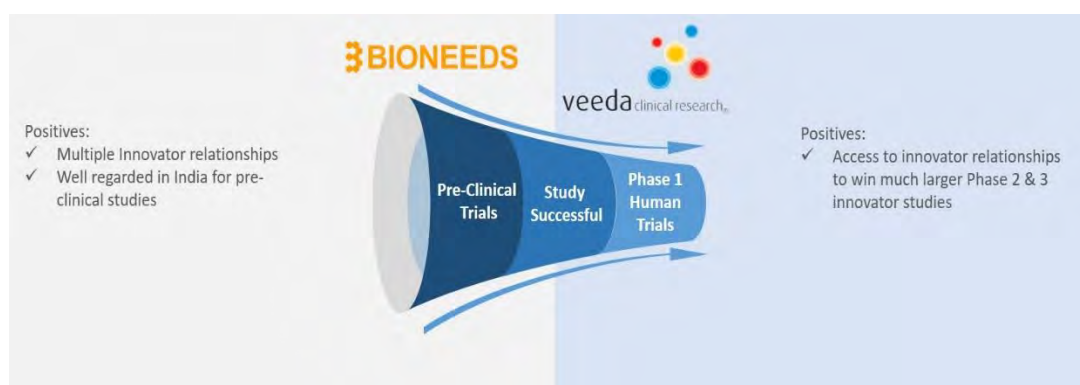 BIONEEDS
veeda clinical research®
Positives:
✓ Multiple Innovator relationships
✓ Well regarded in India for pre-
clinical studies
Pre-Clinical
Trials
Study
Successful
Phase 1
Human
Trials
Positives:
✓ Access to innovator relationships
to win much larger Phase 2 & 3
innovator studies